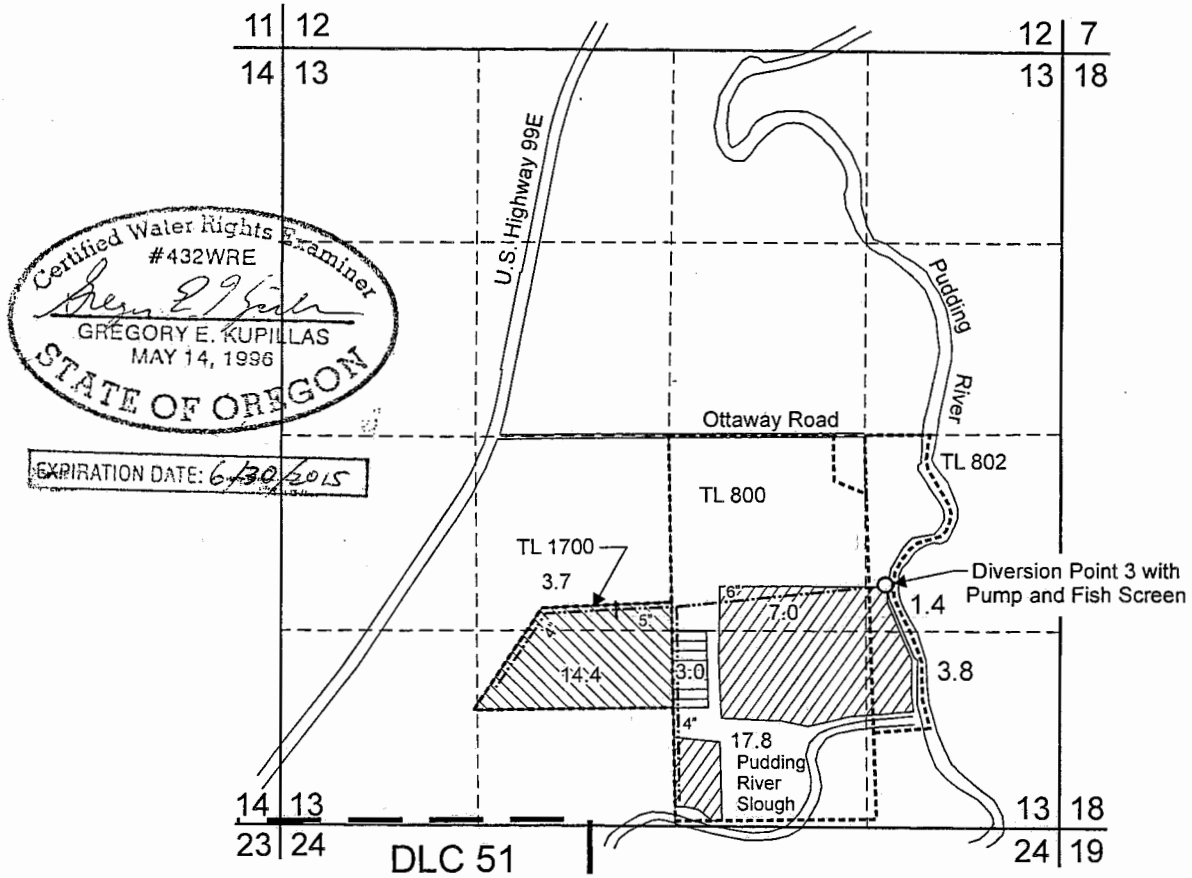 11 12
12 7
14 13
13 18
U.S. Highway 99E
Certified Water Rights Examiner
#432WRE
GREGORY E. KUPILLAS
MAY 14, 1996
STATE OF OREGON
EXPIRATION DATE: 6/30/2015
Pudding
River
Ottaway Road
TL 802
TL 800
TL 1700
3.7
Diversion Point 3 with
Pump and Fish Screen
6"
7.0
1.4
5"
4"
14.4
3.0
3.8
4"
17.8
Pudding
River
Slough
14 13
13 18
23 24
24 19
DLC 51